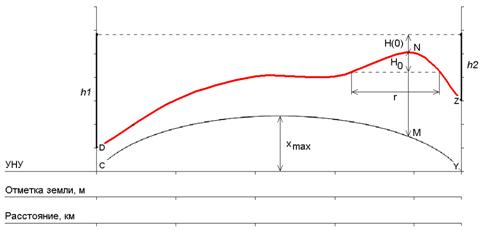 H(0) N
h1 H0 h2
r Z
D M
xmax
C Y
УНУ
Отметка земли, м
Расстояние, км